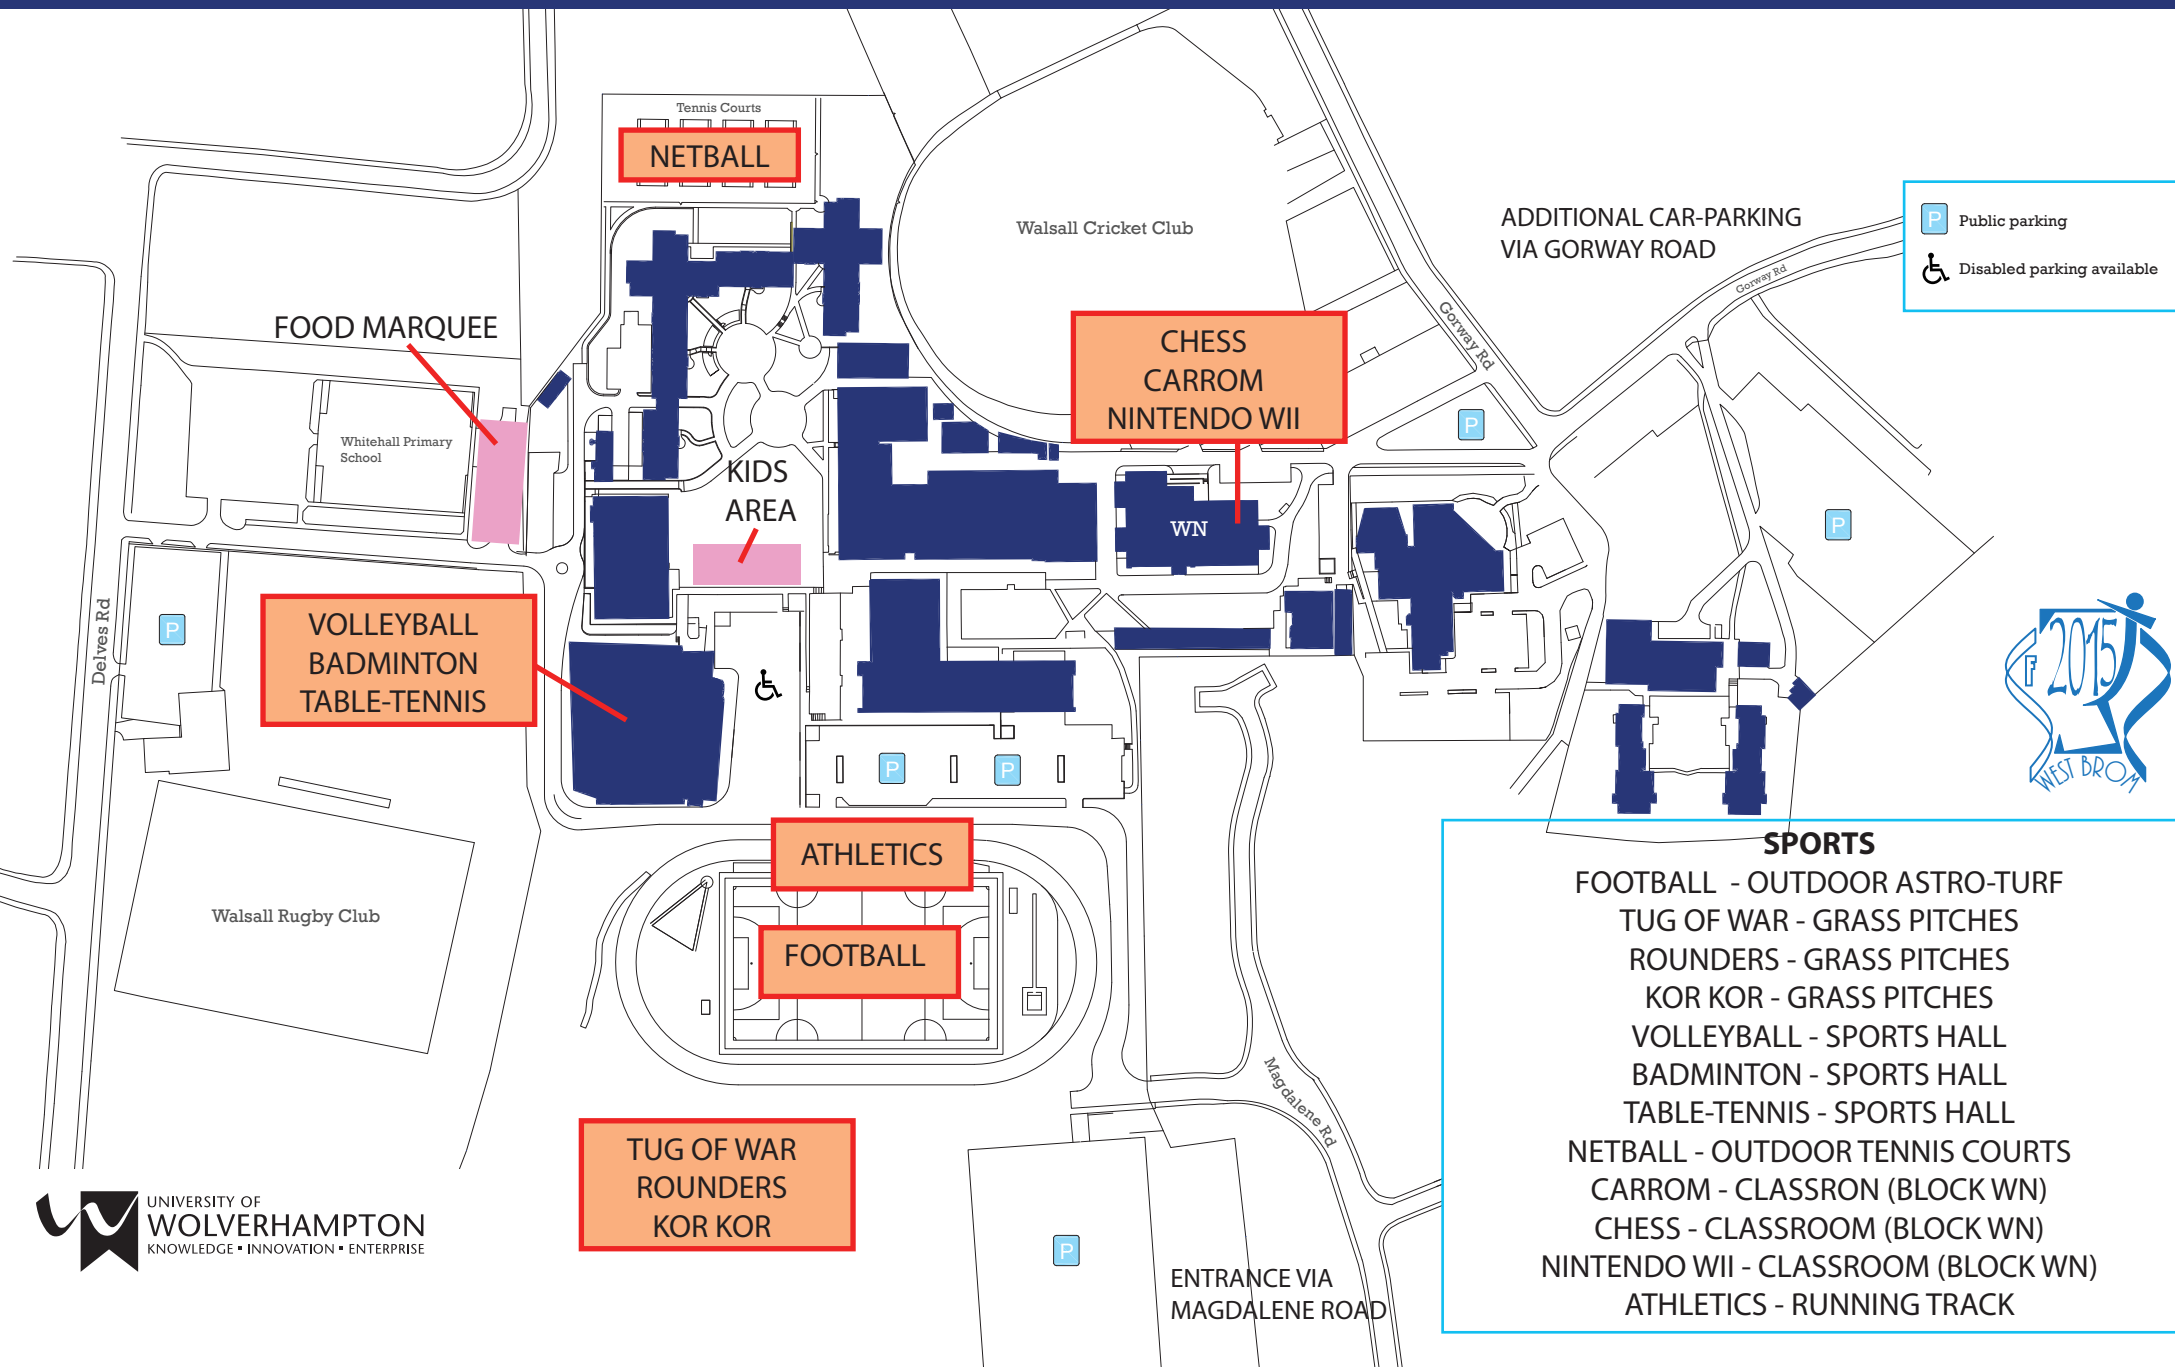 Tennis Courts
NETBALL
Walsall Cricket Club
ADDITIONAL CAR-PARKING
VIA GORWAY ROAD
P Public parking
Disabled parking available
Gorway Rd
Gorway Rd
FOOD MARQUEE
CHESS
CARROM
NINTENDO WII
P
Whitehall Primary
School
KIDS
AREA
WN
P
Delves Rd
P
VOLLEYBALL
BADMINTON
TABLE-TENNIS
F 2015
WEST BROM
P
P
ATHLETICS
FOOTBALL
Walsall Rugby Club
Magdalene Rd
TUG OF WAR
ROUNDERS
KOR KOR
P
ENTRANCE VIA
MAGDALENE ROAD
UNIVERSITY OF
WOLVERHAMPTON
KNOWLEDGE ▪ INNOVATION ▪ ENTERPRISE
SPORTS
FOOTBALL - OUTDOOR ASTRO-TURF
TUG OF WAR - GRASS PITCHES
ROUNDERS - GRASS PITCHES
KOR KOR - GRASS PITCHES
VOLLEYBALL - SPORTS HALL
BADMINTON - SPORTS HALL
TABLE-TENNIS - SPORTS HALL
NETBALL - OUTDOOR TENNIS COURTS
CARROM - CLASSRON (BLOCK WN)
CHESS - CLASSROOM (BLOCK WN)
NINTENDO WII - CLASSROOM (BLOCK WN)
ATHLETICS - RUNNING TRACK